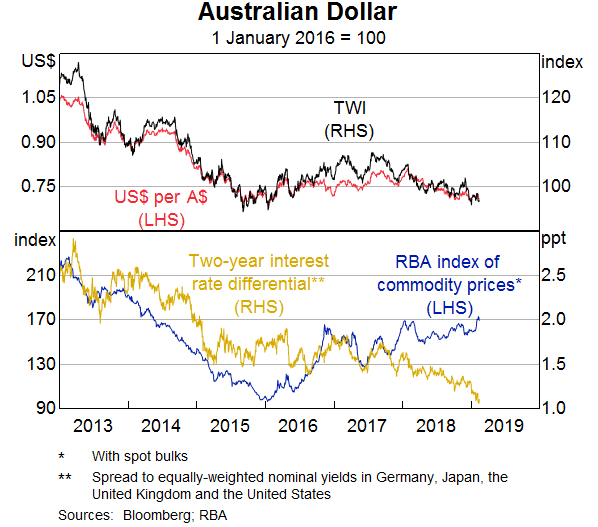 Australian Dollar
1 January 2016 = 100
US$
index
1.05
120
TWI
(RHS)
0.90
110
0.75
100
US$ per A$
(LHS)
index
ppt
Two-year interest
rate differential**
(RHS)
RBA index of
commodity prices*
(LHS)
210
2.5
170
2.0
130
1.5
90
1.0
2013
2014
2015
2016
2017
2018
2019
* With spot bulks
** Spread to equally-weighted nominal yields in Germany, Japan, the
United Kingdom and the United States
Sources: Bloomberg; RBA